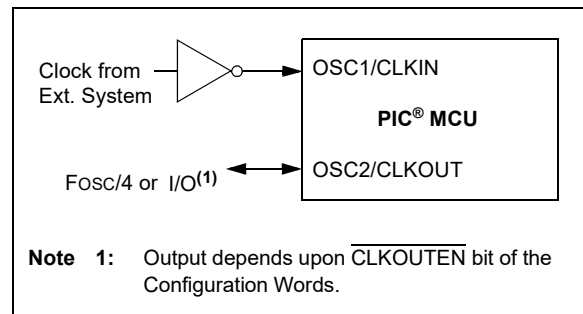 Clock from
Ext. System
OSC1/CLKIN
PIC® MCU
FOSC/4 or I/O(1)
OSC2/CLKOUT
Note 1: Output depends upon CLKOUTEN bit of the
Configuration Words.